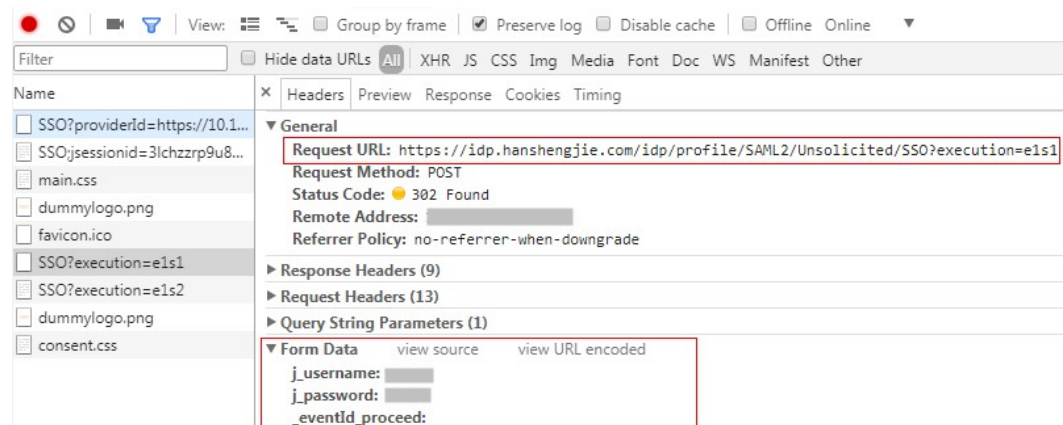 View: Group by frame Preserve log Disable cache Offline Online ▼
Filter Hide data URLs All XHR JS CSS Img Media Font Doc WS Manifest Other
Name
SSO?providerId=https://10.1...
SSO;jsessionid=3lchzzrp9u8...
main.css
dummylogo.png
favicon.ico
SSO?execution=e1s1
SSO?execution=e1s2
dummylogo.png
consent.css
× Headers Preview Response Cookies Timing
▼ General
Request URL: https://idp.hanshengjie.com/idp/profile/SAML2/Unsolicited/SSO?execution=e1s1
Request Method: POST
Status Code: 302 Found
Remote Address:
Referrer Policy: no-referrer-when-downgrade
▶ Response Headers (9)
▶ Request Headers (13)
▶ Query String Parameters (1)
▼ Form Data view source view URL encoded
j_username:
j_password:
_eventId_proceed: